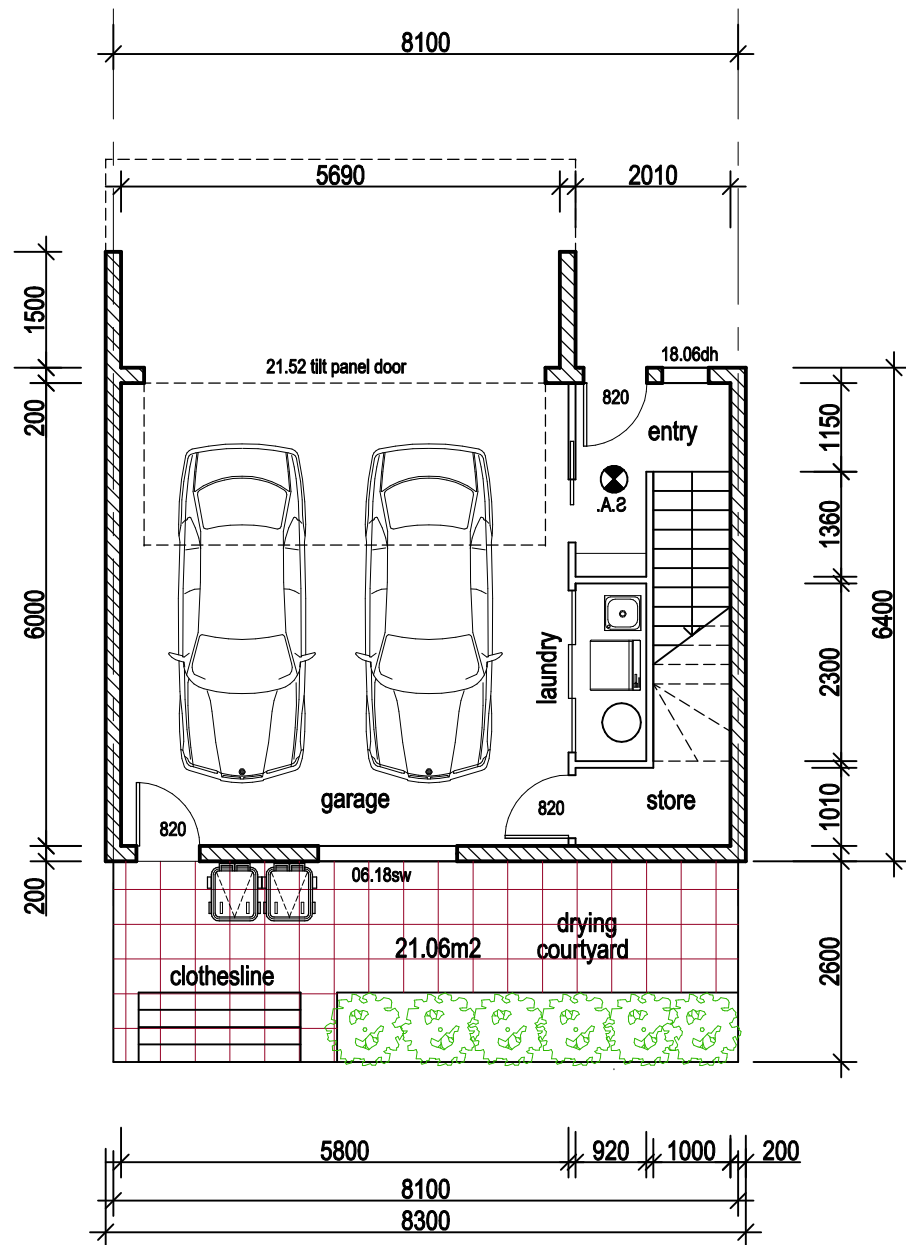 8100
5690
2010
1500
21.52 tilt panel door
18.06dh
200
820
entry
1150
S.A.
1360
6000
6400
laundry
2300
garage
820
820
store
1010
200
06.18sw
drying
courtyard
21.06m2
2600
clothesline
5800
920
1000
200
8100
8300